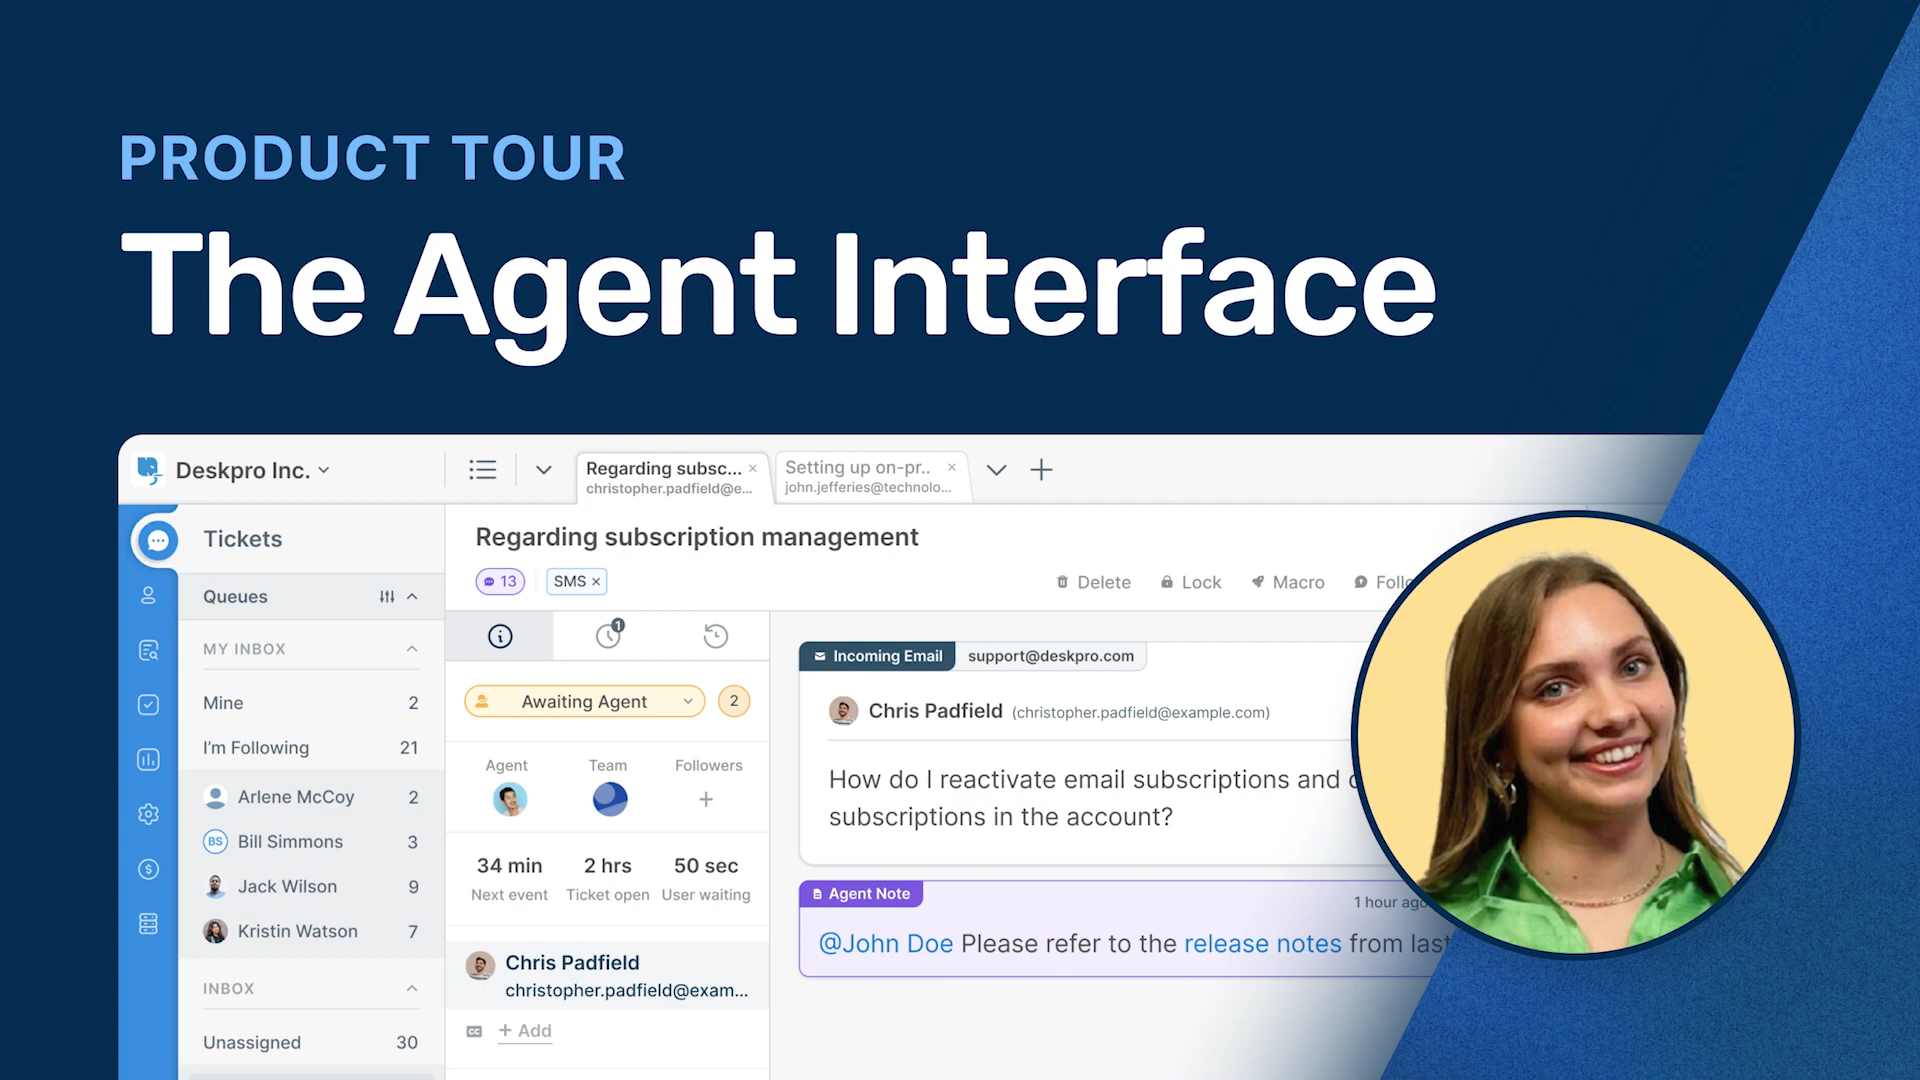 PRODUCT TOUR
The Agent Interface
Deskpro Inc.
Regarding subsc...
christopher.padfield@e...
Setting up on-pr..
john.jefferies@technolo...
Tickets
Queues
MY INBOX
Mine 2
I'm Following 21
Arlene McCoy 2
BS Bill Simmons 3
Jack Wilson 9
Kristin Watson 7
INBOX
Unassigned 30
Regarding subscription management
13 SMS ×
Delete Lock Macro Follo
1
Awaiting Agent 2
Agent Team Followers
34 min 2 hrs 50 sec
Next event Ticket open User waiting
Chris Padfield
christopher.padfield@exam...
CC + Add
Incoming Email support@deskpro.com
Chris Padfield (christopher.padfield@example.com)
How do I reactivate email subscriptions and
subscriptions in the account?
Agent Note
1 hour ago
@John Doe Please refer to the release notes from last